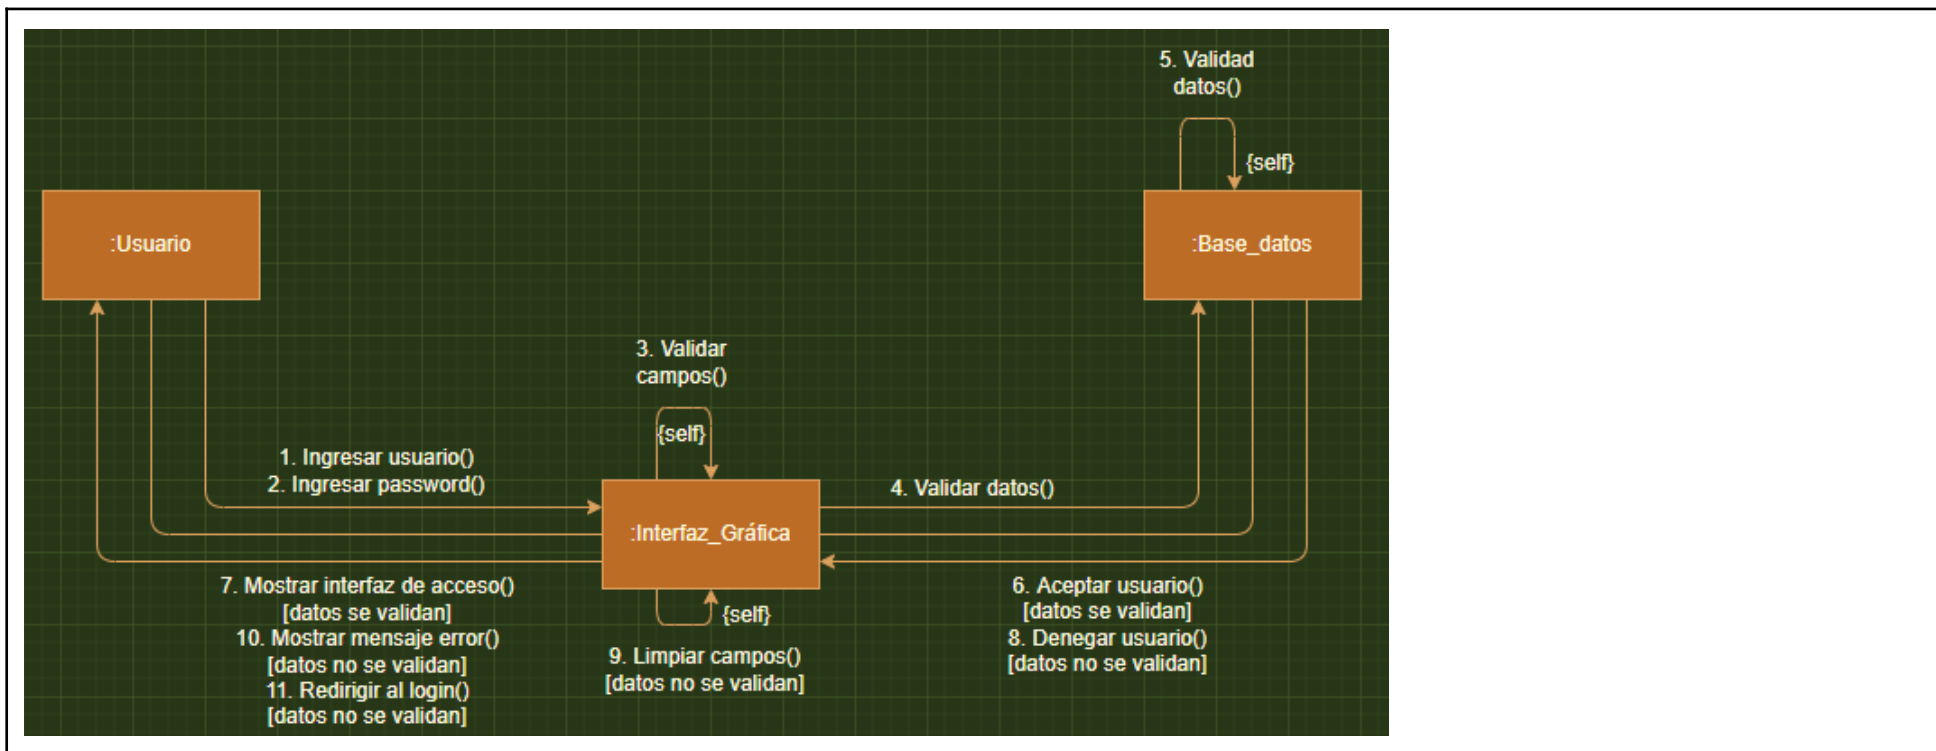 5. Validad
datos()
{self}
:Usuario
:Base_datos
3. Validar
campos()
{self}
1. Ingresar usuario()
2. Ingresar password()
4. Validar datos()
:Interfaz_Gráfica
7. Mostrar interfaz de acceso()
[datos se validan]
10. Mostrar mensaje error()
[datos no se validan]
11. Redirigir al login()
[datos no se validan]
{self}
9. Limpiar campos()
[datos no se validan]
6. Aceptar usuario()
[datos se validan]
8. Denegar usuario()
[datos no se validan]